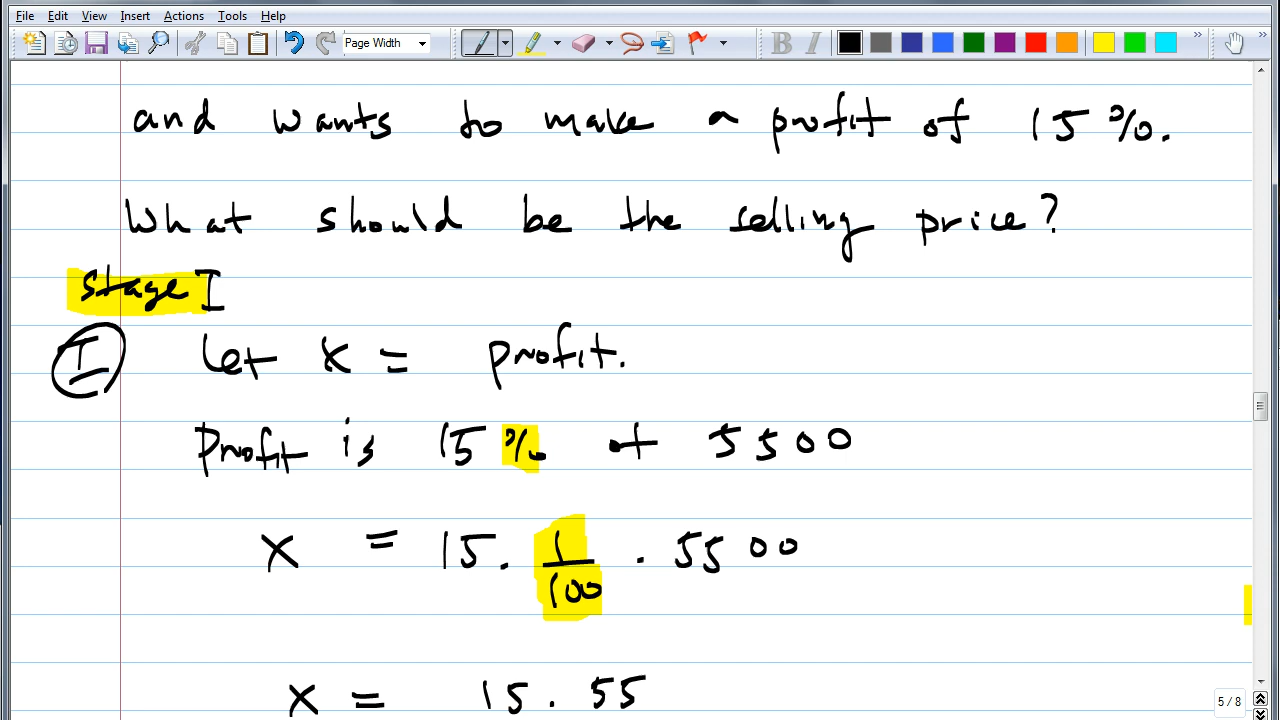 File Edit View Insert Actions Tools Help
Page Width
B I
and wants to make a profit of 15%.
What should be the selling price?
Stage I
I Let x = profit.
Profit is 15% of 5500
x = 15 . 1/100 . 5500
x = 15 . 55
5 / 8